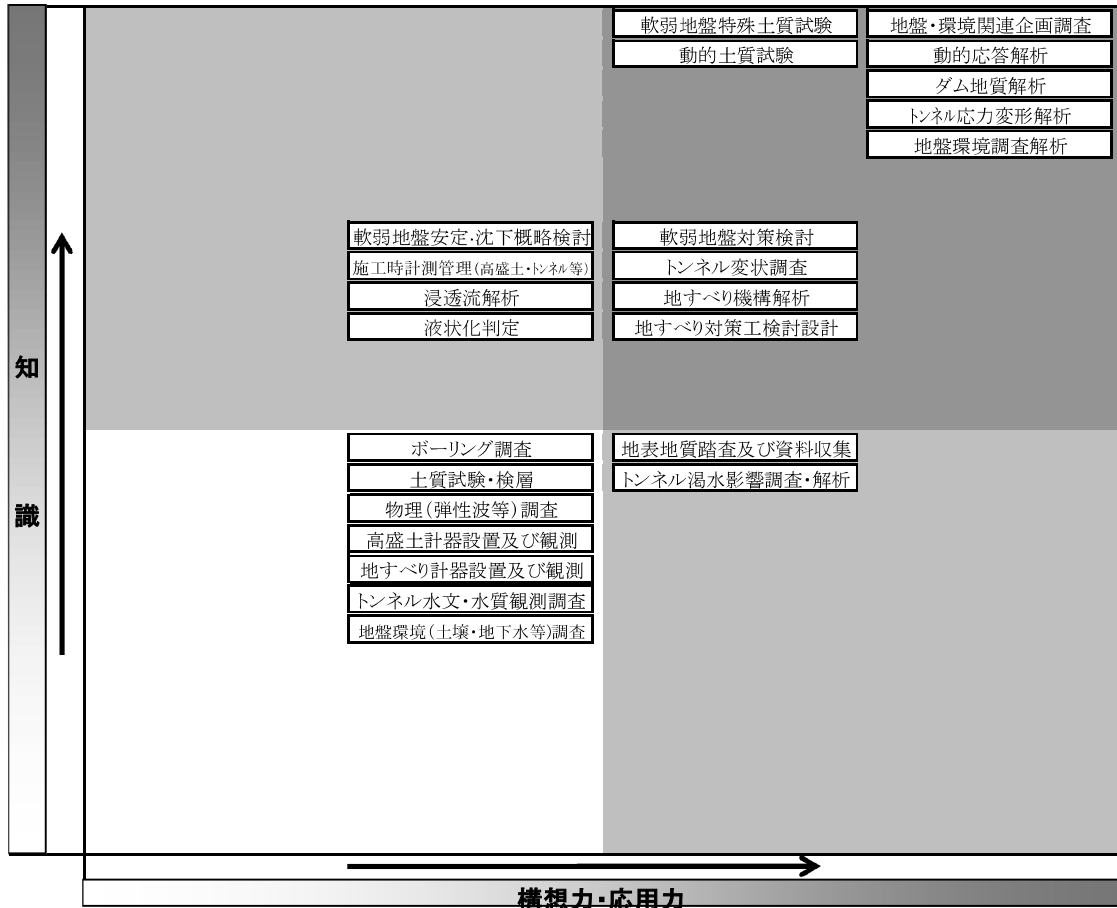 軟弱地盤特殊土質試験
動的土質試験
地盤・環境関連企画調査
動的応答解析
ダム地質解析
トンネル応力変形解析
地盤環境調査解析
軟弱地盤安定・沈下概略検討
施工時計測管理(高盛土・トンネル等)
浸透流解析
液状化判定
軟弱地盤対策検討
トンネル変状調査
地すべり機構解析
地すべり対策工検討設計
知
識
ボーリング調査
土質試験・検層
物理(弾性波等)調査
高盛土計器設置及び観測
地すべり計器設置及び観測
トンネル水文・水質観測調査
地盤環境(土壌・地下水等)調査
地表地質踏査及び資料収集
トンネル渇水影響調査・解析
構想力・応用力